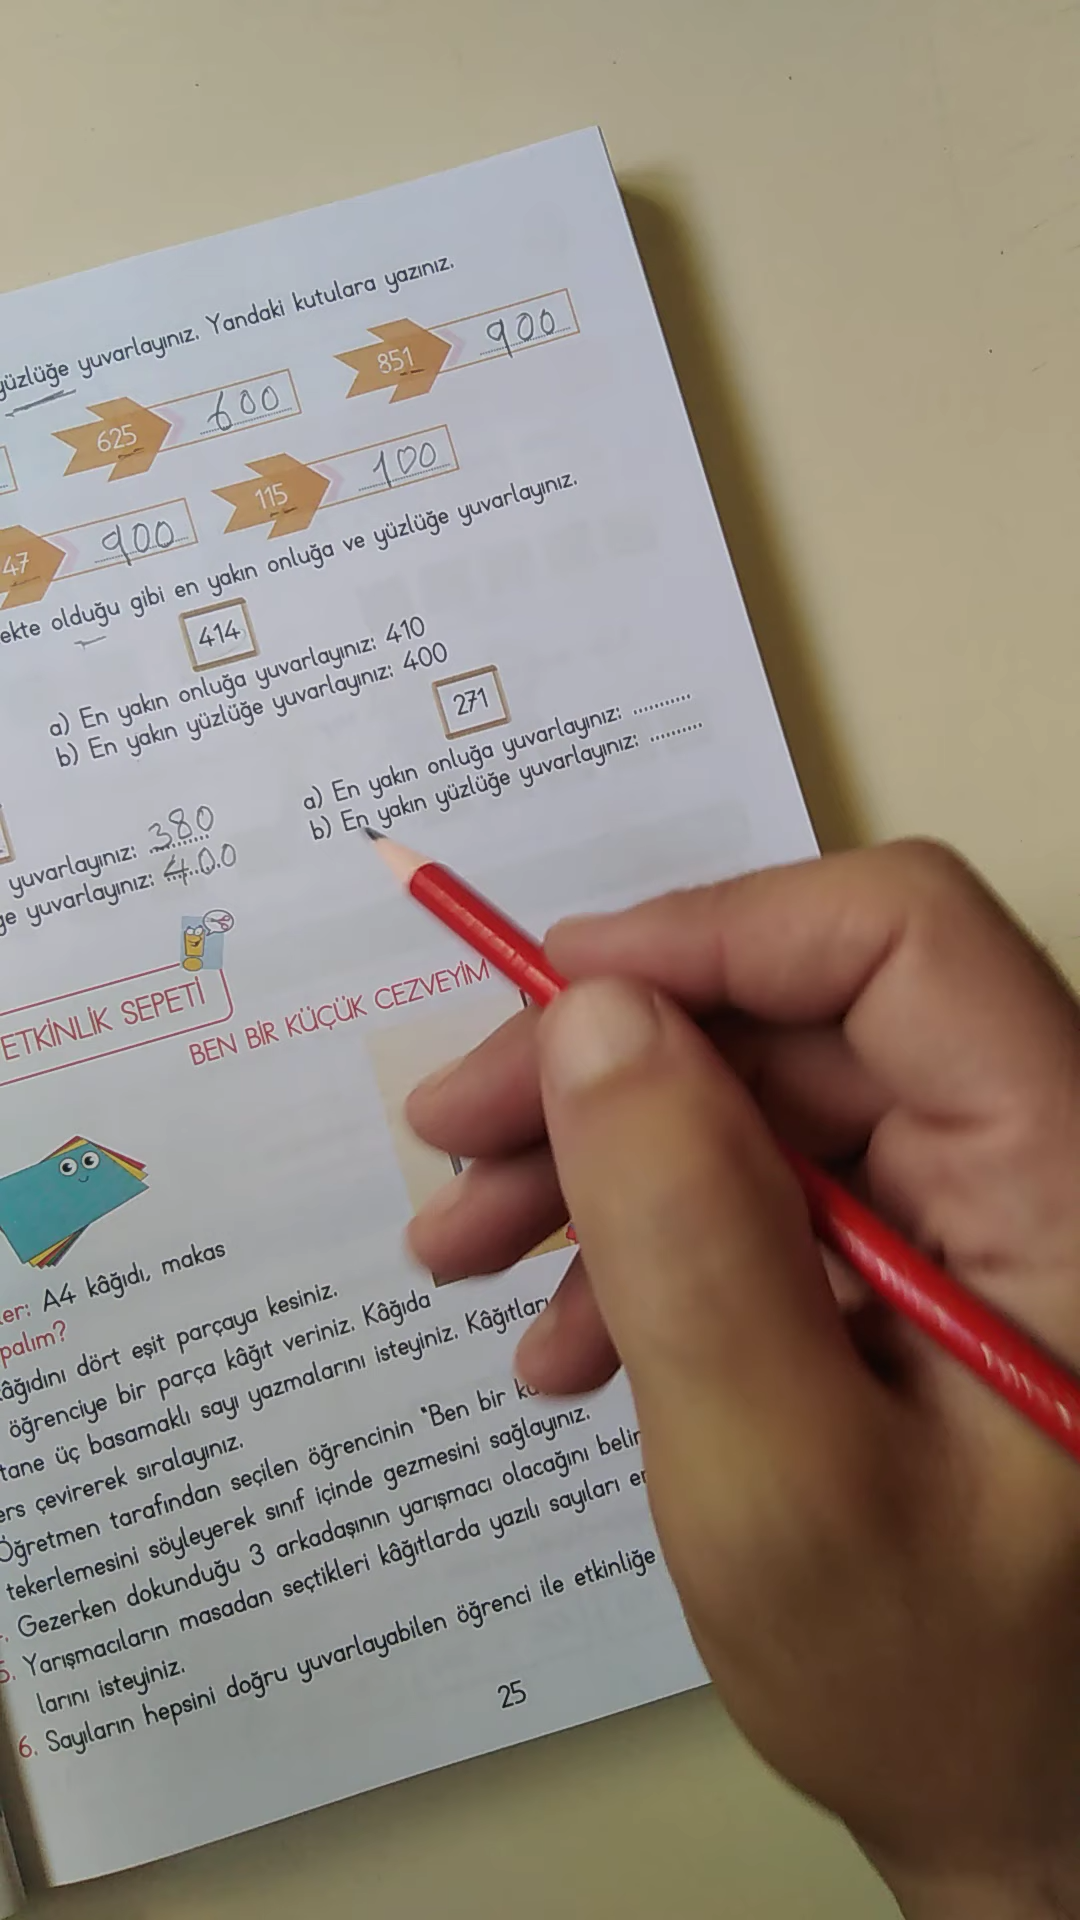 yüzlüğe yuvarlayınız. Yandaki kutulara yazınız.
851 900
625 600
115 100
47 900
ekte olduğu gibi en yakın onluğa ve yüzlüğe yuvarlayınız.
414
a) En yakın onluğa yuvarlayınız: 410
b) En yakın yüzlüğe yuvarlayınız: 400
271
a) En yakın onluğa yuvarlayınız: ...........
b) En yakın yüzlüğe yuvarlayınız: ..........
yuvarlayınız: 380
ğe yuvarlayınız: 400
ETKİNLİK SEPETİ
BEN BİR KÜÇÜK CEZVEYİM
ler: A4 kâğıdı, makas
palım?
kâğıdını dört eşit parçaya kesiniz.
öğrenciye bir parça kâğıt veriniz. Kâğıda
tane üç basamaklı sayı yazmalarını isteyiniz. Kâğıtları
ers çevirerek sıralayınız.
Öğretmen tarafından seçilen öğrencinin "Ben bir kü
tekerlemesini söyleyerek sınıf içinde gezmesini sağlayınız.
Gezerken dokunduğu 3 arkadaşının yarışmacı olacağını belir
5. Yarışmacıların masadan seçtikleri kâğıtlarda yazılı sayıları en
larını isteyiniz.
6. Sayıların hepsini doğru yuvarlayabilen öğrenci ile etkinliğe
25